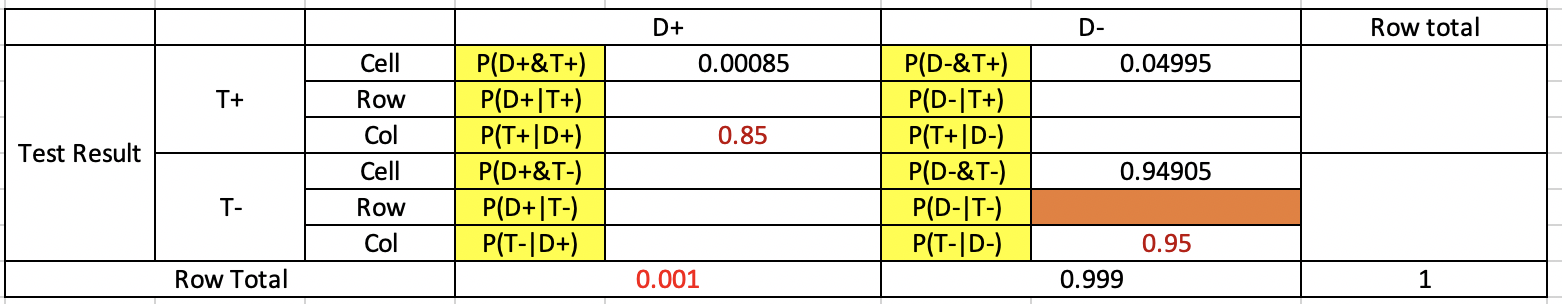 D+ D- Row total
Cell P(D+&T+) 0.00085 P(D-&T+) 0.04995
T+ Row P(D+|T+) P(D-|T+)
Col P(T+|D+) 0.85 P(T+|D-)
Test Result
Cell P(D+&T-) P(D-&T-) 0.94905
T- Row P(D+|T-) P(D-|T-)
Col P(T-|D+) P(T-|D-) 0.95
Row Total 0.001 0.999 1